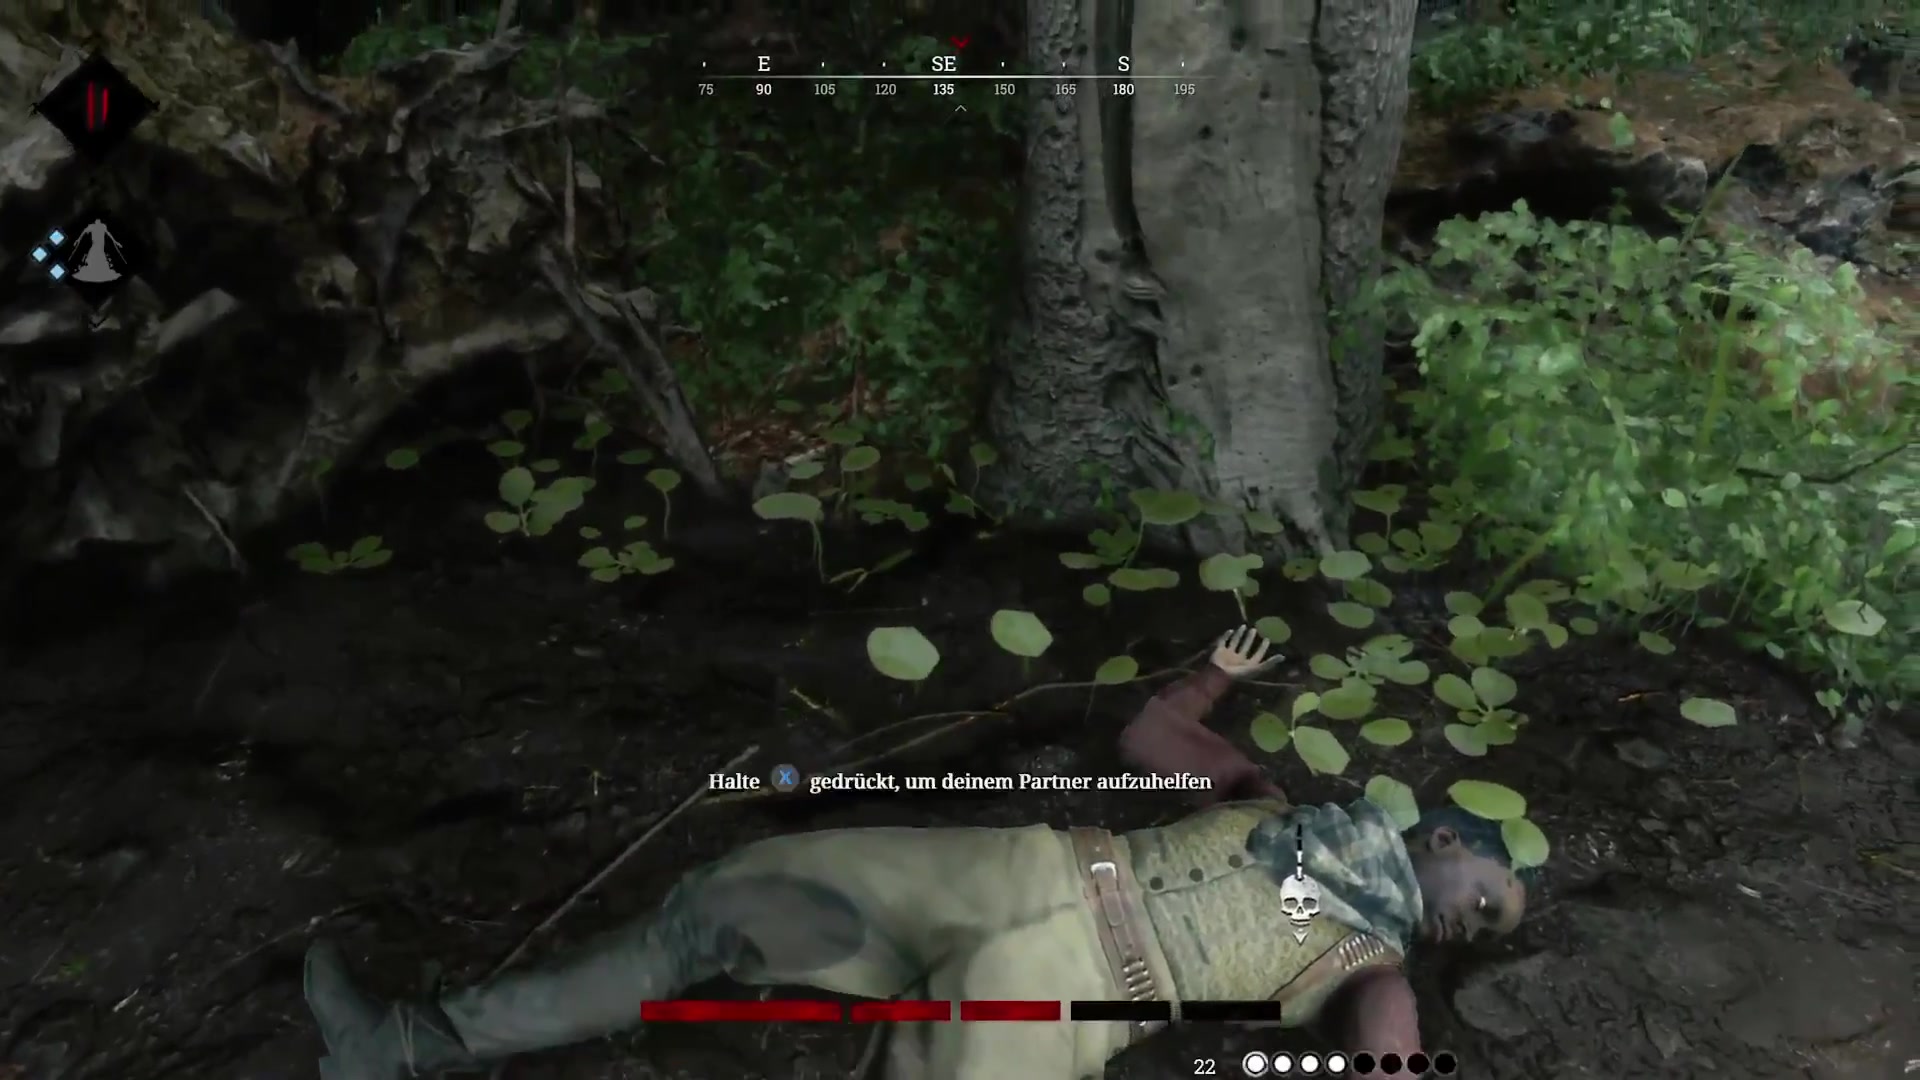 E SE S
75 90 105 120 135 150 165 180 195
Halte X gedrückt, um deinem Partner aufzuhelfen
22